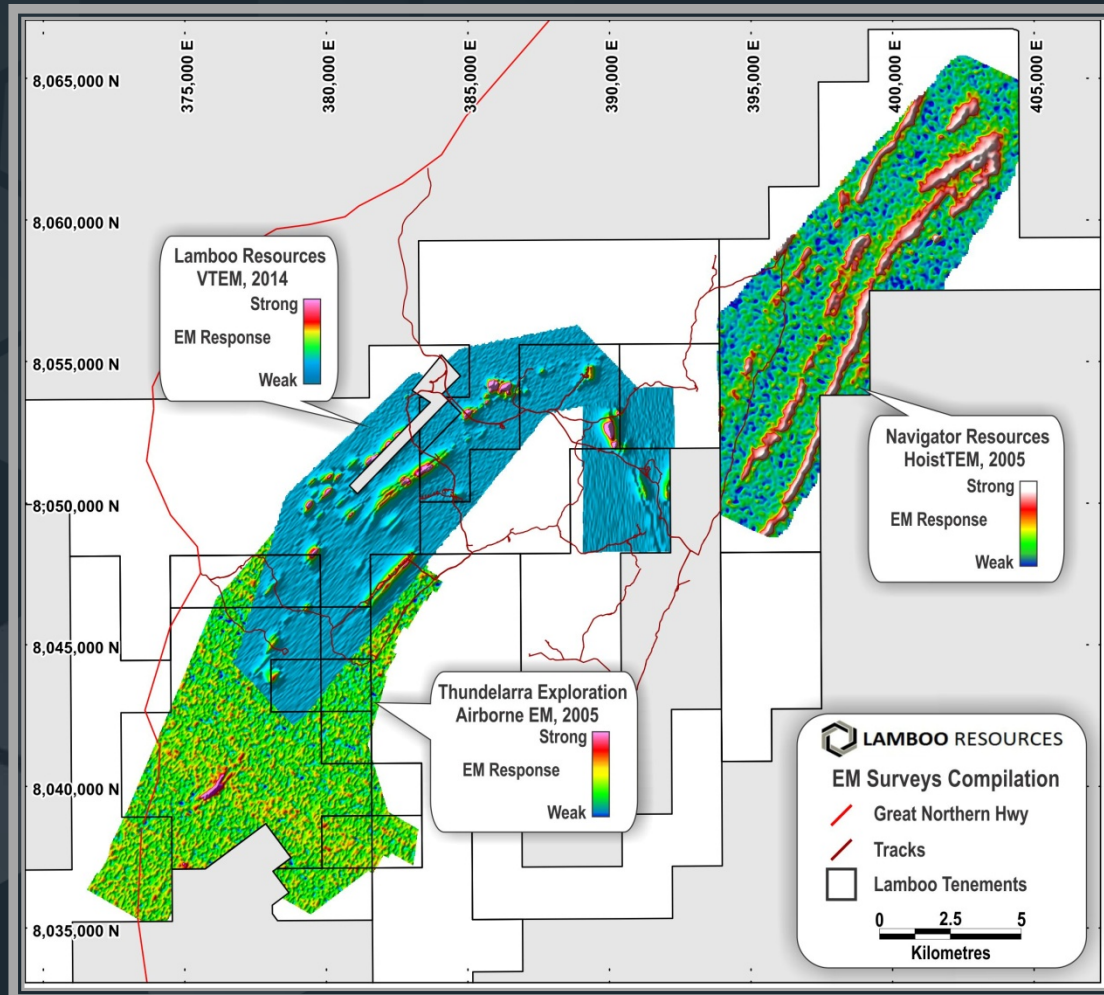 375,000 E
380,000 E
385,000 E
390,000 E
395,000 E
400,000 E
405,000 E
8,065,000 N
8,060,000 N
8,055,000 N
8,050,000 N
8,045,000 N
8,040,000 N
8,035,000 N
Lamboo Resources
VTEM, 2014
Strong
EM Response
Weak
Navigator Resources
HoistTEM, 2005
Strong
EM Response
Weak
Thundelarra Exploration
Airborne EM, 2005
Strong
EM Response
Weak
LAMBOO RESOURCES
EM Surveys Compilation
Great Northern Hwy
Tracks
Lamboo Tenements
0 2.5 5
Kilometres